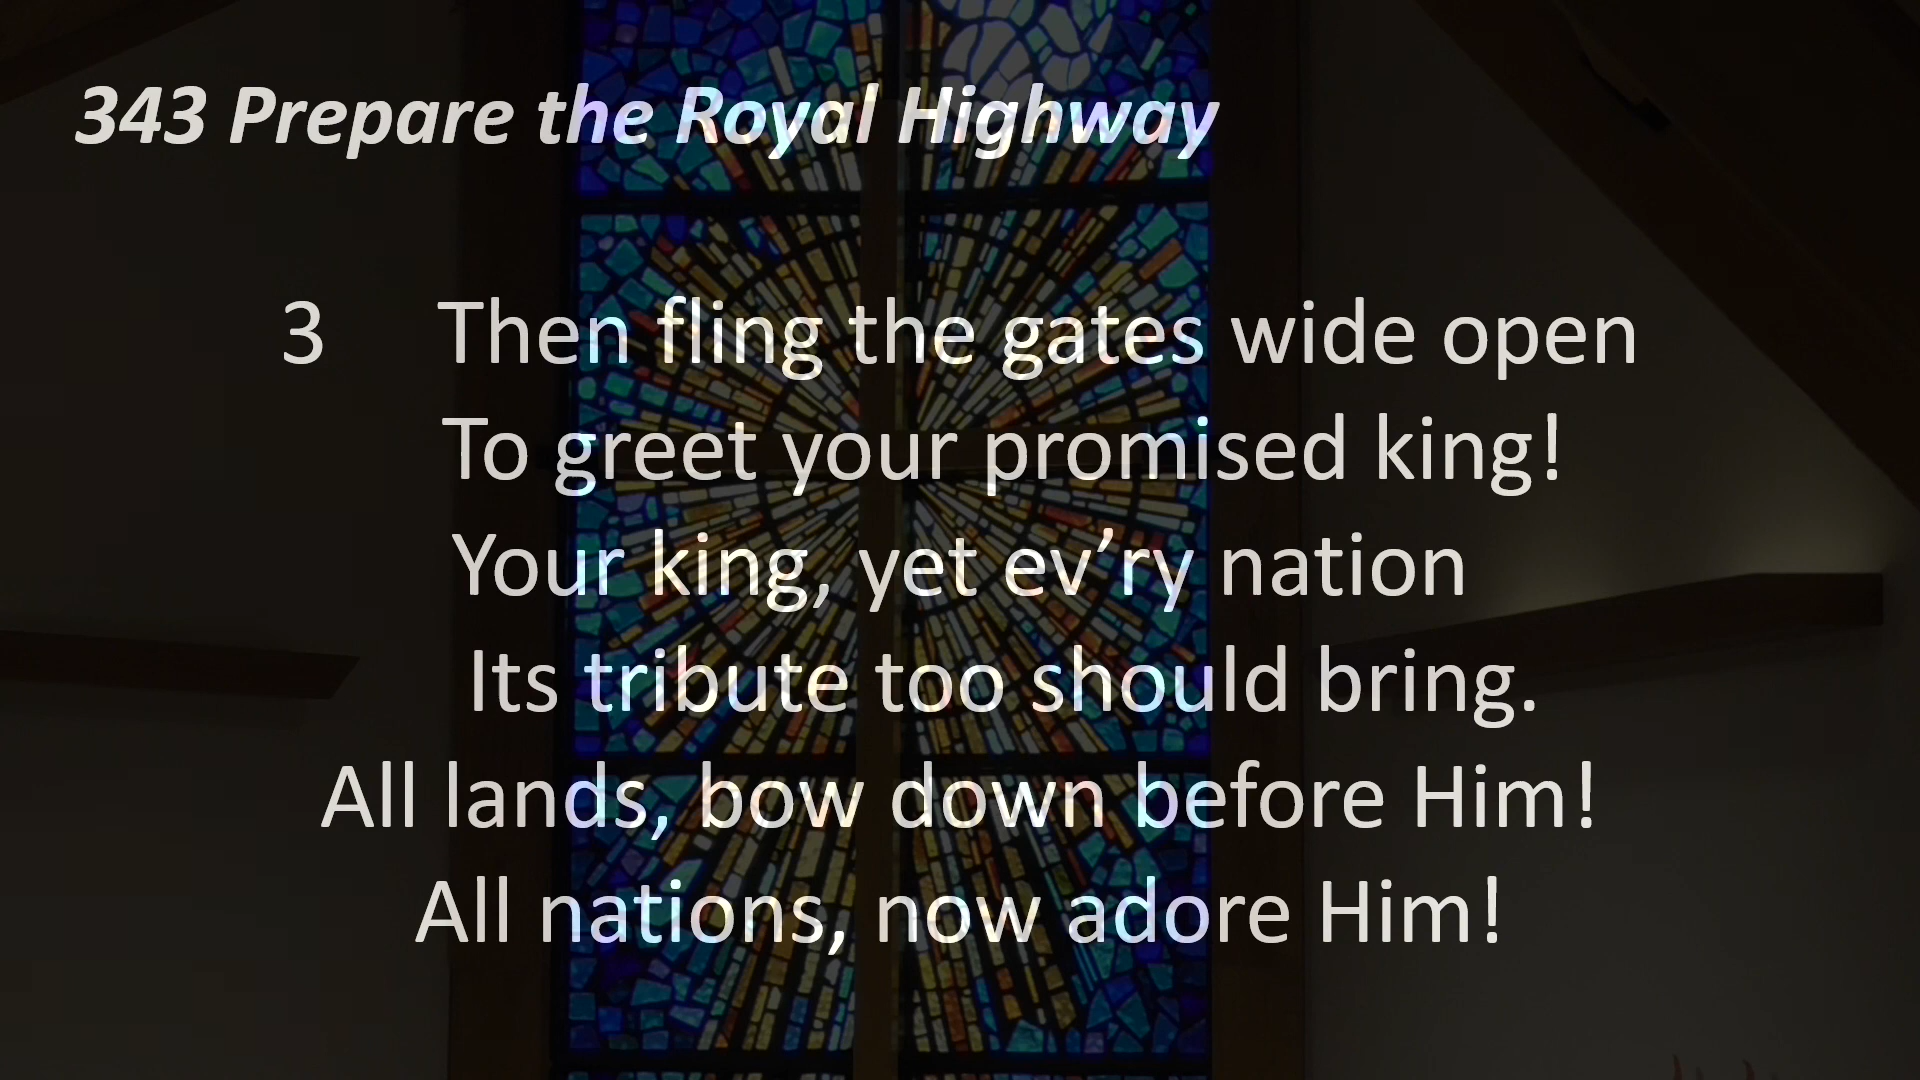 343 Prepare the Royal Highway
3 Then fling the gates wide open
To greet your promised king!
Your king, yet ev’ry nation
Its tribute too should bring.
All lands, bow down before Him!
All nations, now adore Him!